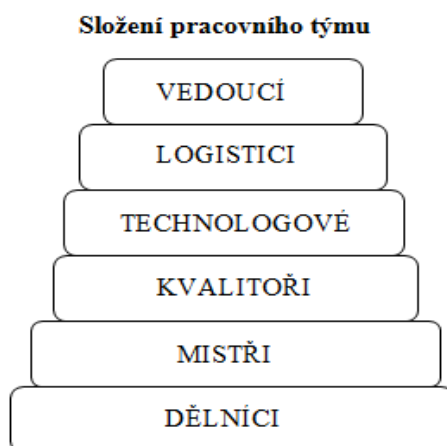 Složení pracovního týmu
VEDOUCÍ
LOGISTICI
TECHNOLOGOVÉ
KVALITOŘI
MISTŘI
DĚLNÍCI